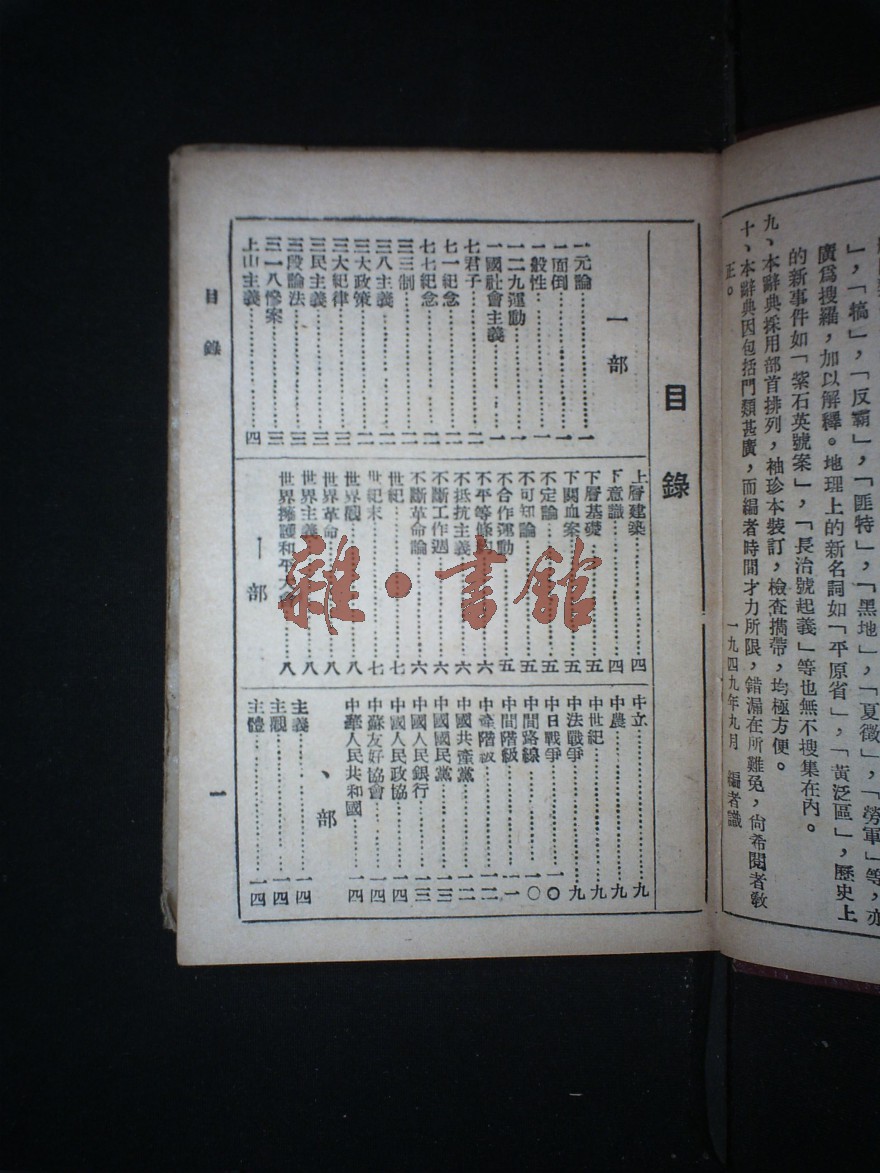 」，「犒」，「反霸」，「匪特」，「黑地」，「夏徵」，「勞軍」等，亦
廣爲搜羅，加以解釋。地理上的新名詞如「平原省」，「黃泛區」，歷史上
的新事件如「紫石英號案」，「長治號起義」等也無不搜集在內。
九、本辭典採用部首排列，袖珍本裝訂，檢查擕帶，均極方便。
十、本辭典因包括門類甚廣，而編者時間才力所限，錯漏在所難免，尙希閱者敎
正。
一九四九年九月　編者識
目錄
一部
一元論……一
一面倒……一
一般性……一
一二九運動……一
一國社會主義……一
七君子……二
七一紀念……二
七七紀念……二
三三制……二
三八主義……二
三大政策……二
三大紀律……三
三民主義……三
三段論法……三
三一八慘案……三
上山主義……四
上層建築……四
下意識……四
下層基礎……五
下關血案……五
不定論……五
不可知論……五
不合作運動……五
不平等條約……六
不抵抗主義……六
不斷工作週……六
不斷革命論……六
世紀……七
世紀末……七
世界觀……八
世界革命……八
世界主義……八
世界擁護和平大會……八
丨部
中立……九
中農……九
中世紀……九
中法戰爭……九
中日戰爭……一〇
中間路線……一〇
中間階級……一一
中產階級……一二
中國共產黨……一二
中國國民黨……一三
中國人民銀行……一三
中國人民政協……一四
中蘇友好協會……一四
中華人民共和國……一四
丶部
主義……一四
主觀……一四
主體……一四
目錄
一
雜·書館